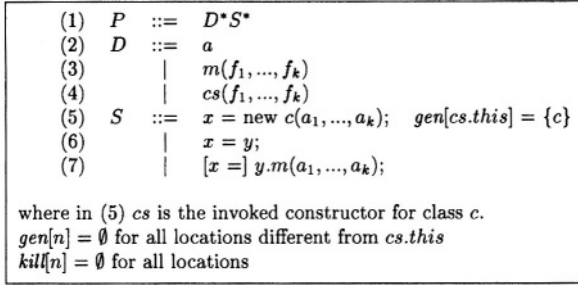 (1) P ::= D*S*
(2) D ::= a
(3) | m(f₁,...,fₖ)
(4) | cs(f₁,...,fₖ)
(5) S ::= x = new c(a₁,...,aₖ); gen[cs.this] = {c}
(6) | x = y;
(7) | [x =] y.m(a₁,...,aₖ);
where in (5) cs is the invoked constructor for class c.
gen[n] = ∅ for all locations different from cs.this
kill[n] = ∅ for all locations